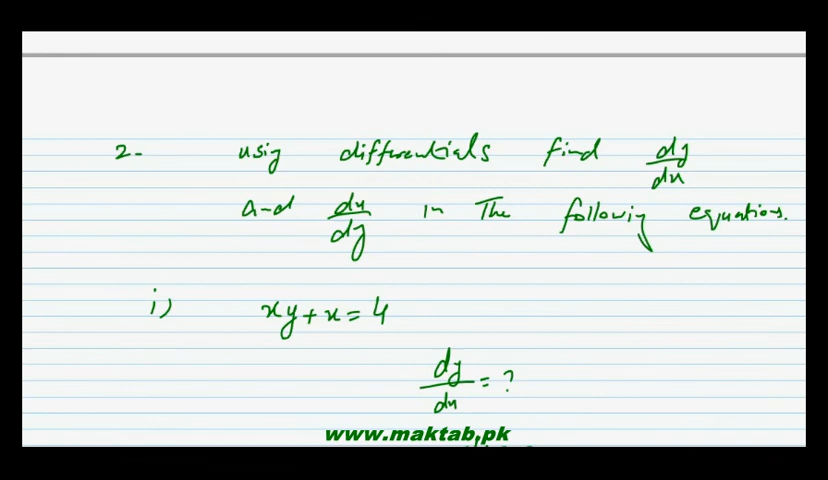 2- using differentials find dy/dx
and dx/dy in The following equations.
i) xy + x = 4
dy/dx = ?
www.maktab.pk